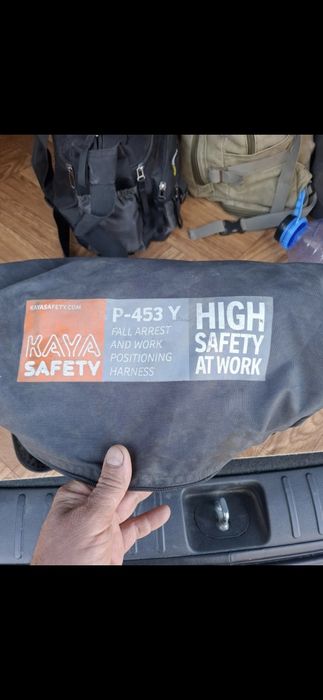 KAYASAFETY.COM
KAYA
SAFETY
P-453 Y
FALL ARREST
AND WORK
POSITIONING
HARNESS
HIGH
SAFETY
AT WORK